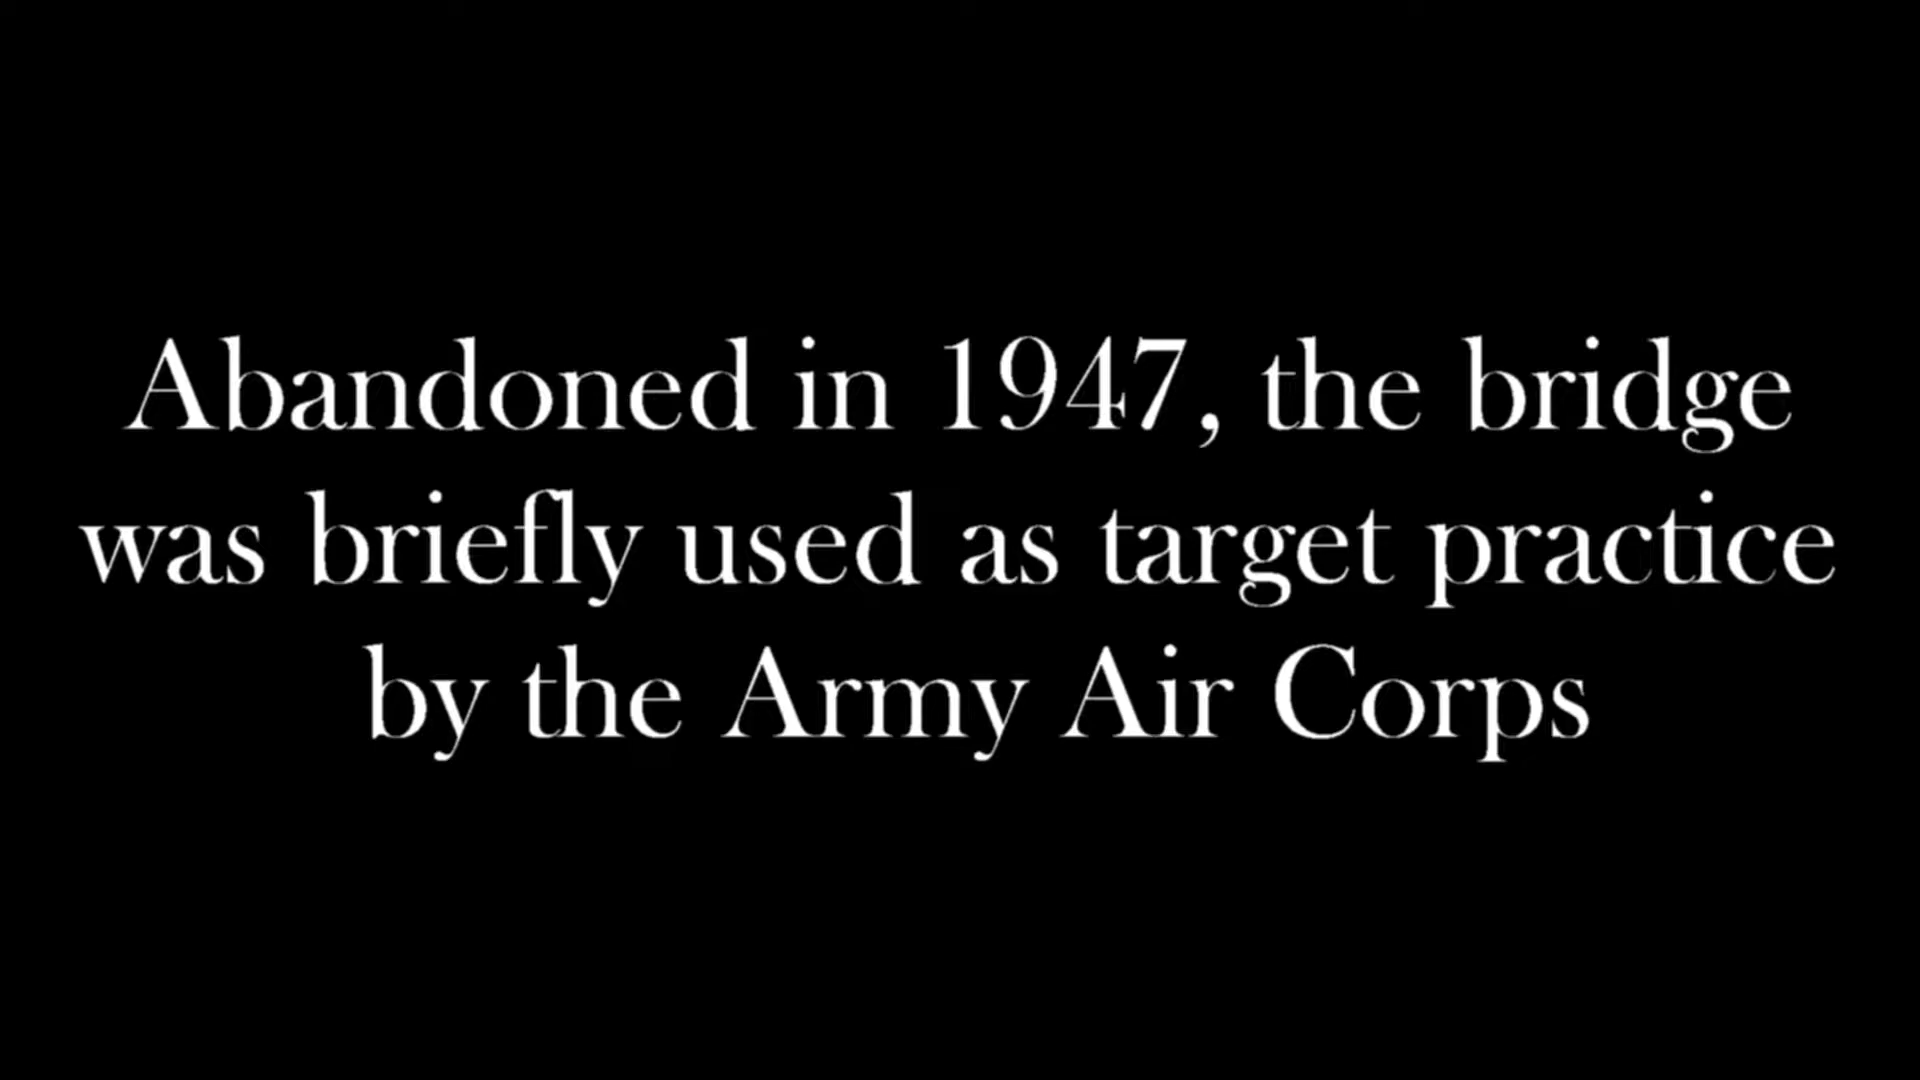 Abandoned in 1947, the bridge
was briefly used as target practice
by the Army Air Corps